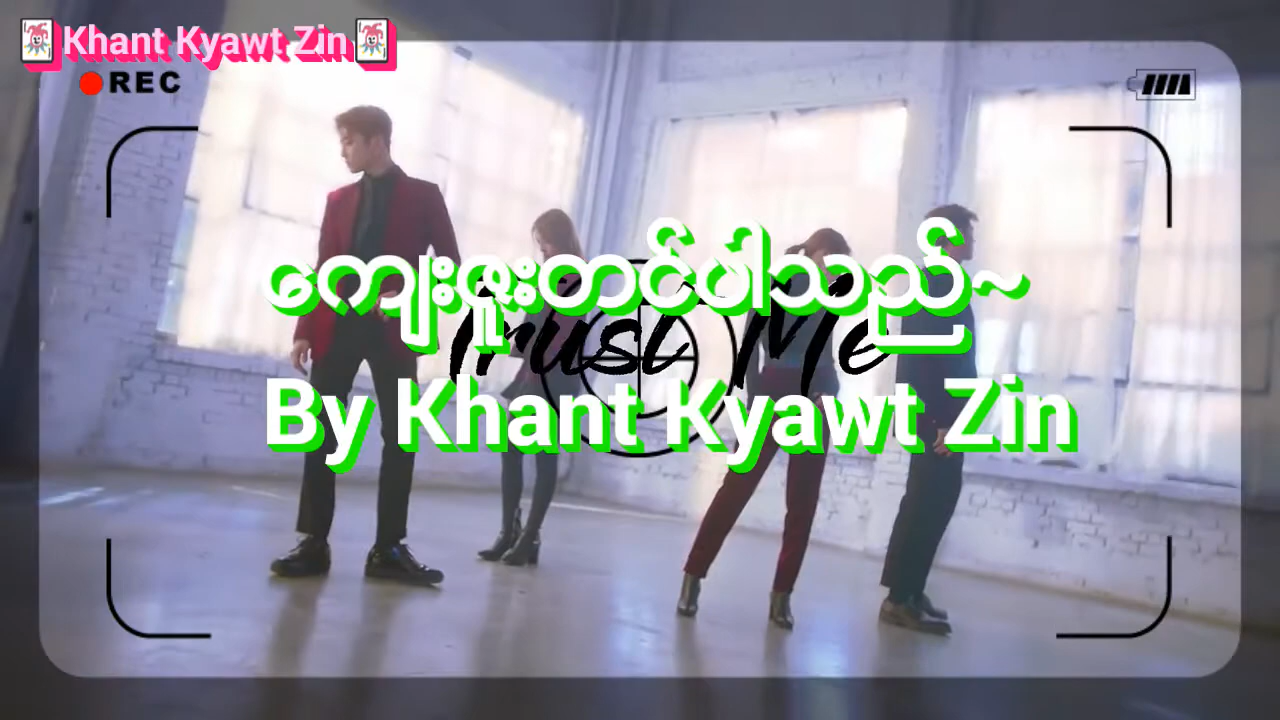 🃏Khant Kyawt Zin🃏
REC
ကျေးဇူးတင်ပါသည်~
Trust Me
By Khant Kyawt Zin